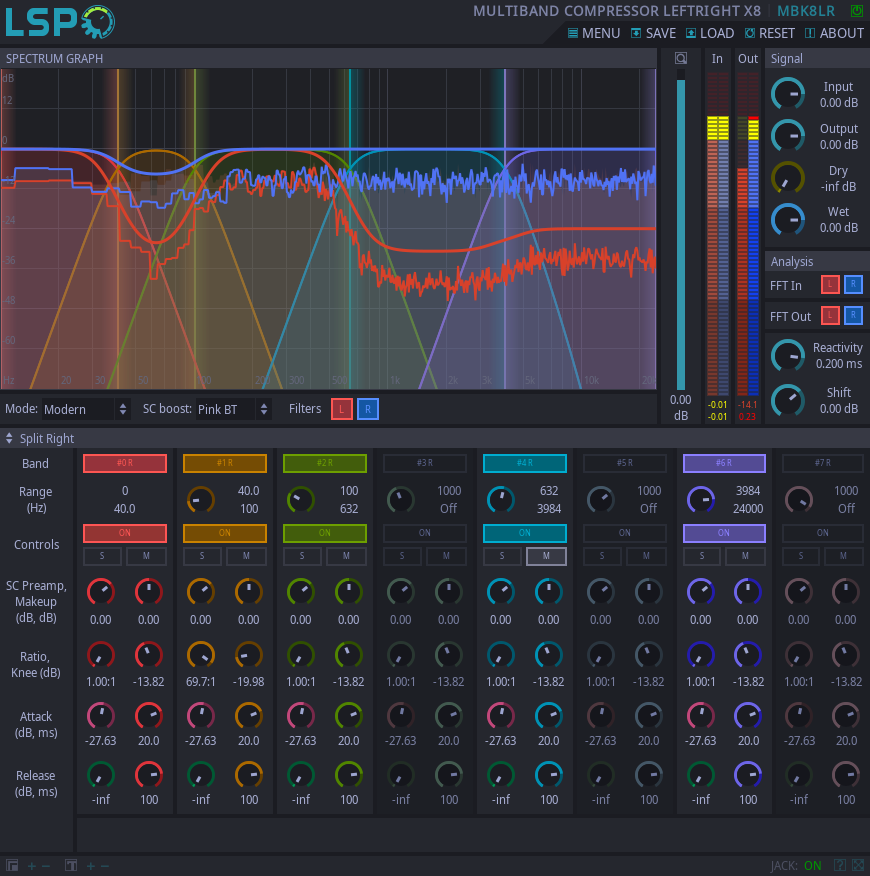 LSP
MULTIBAND COMPRESSOR LEFTRIGHT X8 MBK8LR
MENU SAVE LOAD RESET ABOUT
SPECTRUM GRAPH In Out Signal
dB
12
0
-12
-24
-36
-48
-60
Hz 20 30 50 100 200 300 500 1k 2k 3k 5k 10k 20k
Input
0.00 dB
Output
0.00 dB
Dry
-inf dB
Wet
0.00 dB
Analysis
FFT In L R
FFT Out L R
Reactivity
0.200 ms
Shift
0.00 dB
0.00
dB
-0.01 -14.1
-0.01 0.23
Mode: Modern SC boost: Pink BT Filters L R
Split Right
Band #0 R #1 R #2 R #3 R #4 R #5 R #6 R #7 R
Range
(Hz)
0 40.0 100 1000 632 1000 3984 1000
40.0 100 632 Off 3984 Off 24000 Off
Controls
ON ON ON ON ON ON ON ON
S M S M S M S M S M S M S M S M
SC Preamp,
Makeup
(dB, dB)
0.00 0.00 0.00 0.00 0.00 0.00 0.00 0.00 0.00 0.00 0.00 0.00 0.00 0.00 0.00 0.00
Ratio,
Knee (dB)
1.00:1 -13.82 69.7:1 -19.98 1.00:1 -13.82 1.00:1 -13.82 1.00:1 -13.82 1.00:1 -13.82 1.00:1 -13.82 1.00:1 -13.82
Attack
(dB, ms)
-27.63 20.0 -27.63 20.0 -27.63 20.0 -27.63 20.0 -27.63 20.0 -27.63 20.0 -27.63 20.0 -27.63 20.0
Release
(dB, ms)
-inf 100 -inf 100 -inf 100 -inf 100 -inf 100 -inf 100 -inf 100 -inf 100
JACK: ON